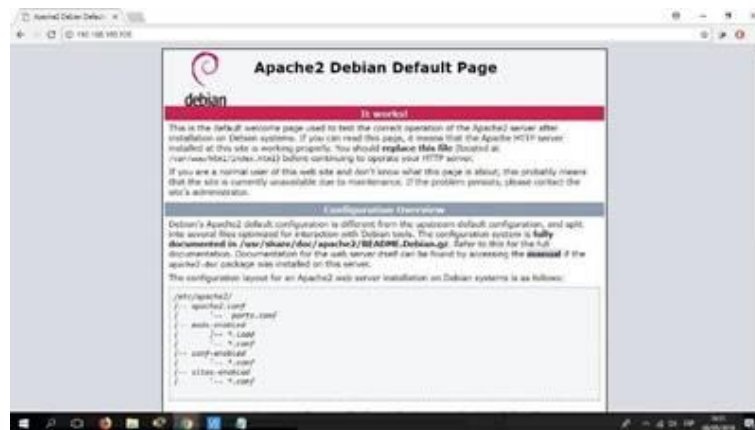 Apache2 Debian Default
Apache2 Debian Default Page
debian
It works!
This is the default welcome page used to test the correct operation of the Apache2 server after
installation on Debian systems. If you can read this page, it means that the Apache HTTP server
installed at this site is working properly. You should replace this file (located at
/var/www/html/index.html) before continuing to operate your HTTP server.
If you are a normal user of this web site and don't know what this page is about, this probably means
that the site is currently unavailable due to maintenance. If the problem persists, please contact the
site's administrator.
Configuration Overview
Debian's Apache2 default configuration is different from the upstream default configuration, and split
into several files optimized for interaction with Debian tools. The configuration system is fully
documented in /usr/share/doc/apache2/README.Debian.gz. Refer to this for the full
documentation. Documentation for the web server itself can be found by accessing the manual if the
apache2-doc package was installed on this server.
The configuration layout for an Apache2 web server installation on Debian systems is as follows:
/etc/apache2/
|-- apache2.conf
|       `--  ports.conf
|-- mods-enabled
|       |-- *.load
|       `-- *.conf
|-- conf-enabled
|       `-- *.conf
|-- sites-enabled
|       `-- *.conf